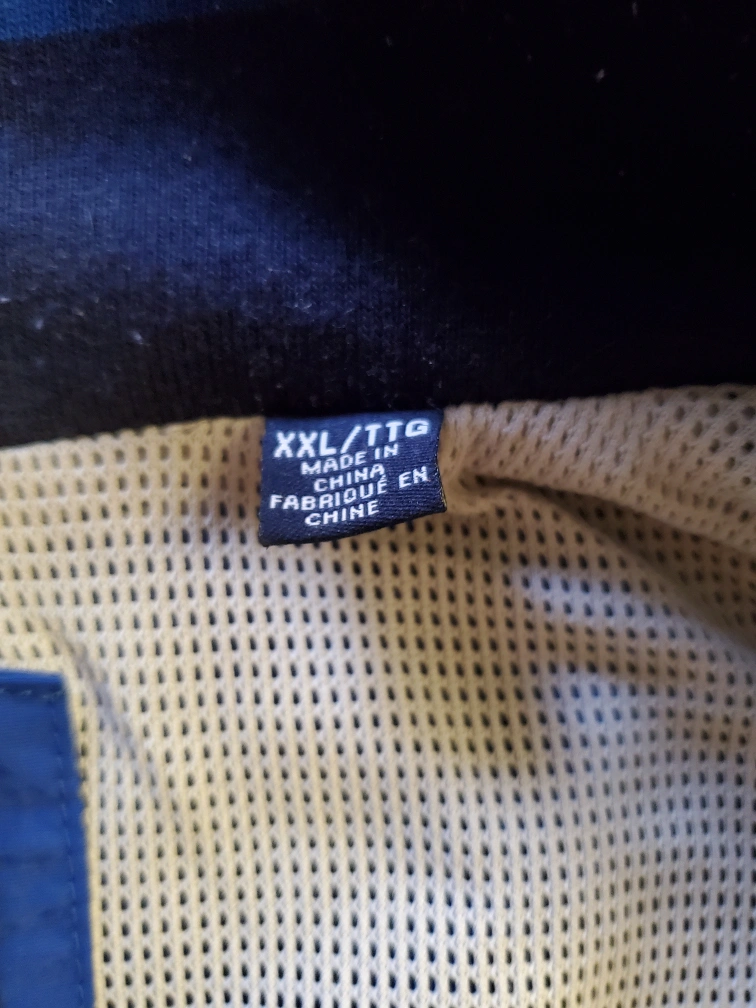 XXL/TTG
MADE IN
CHINA
FABRIQUÉ EN
CHINE